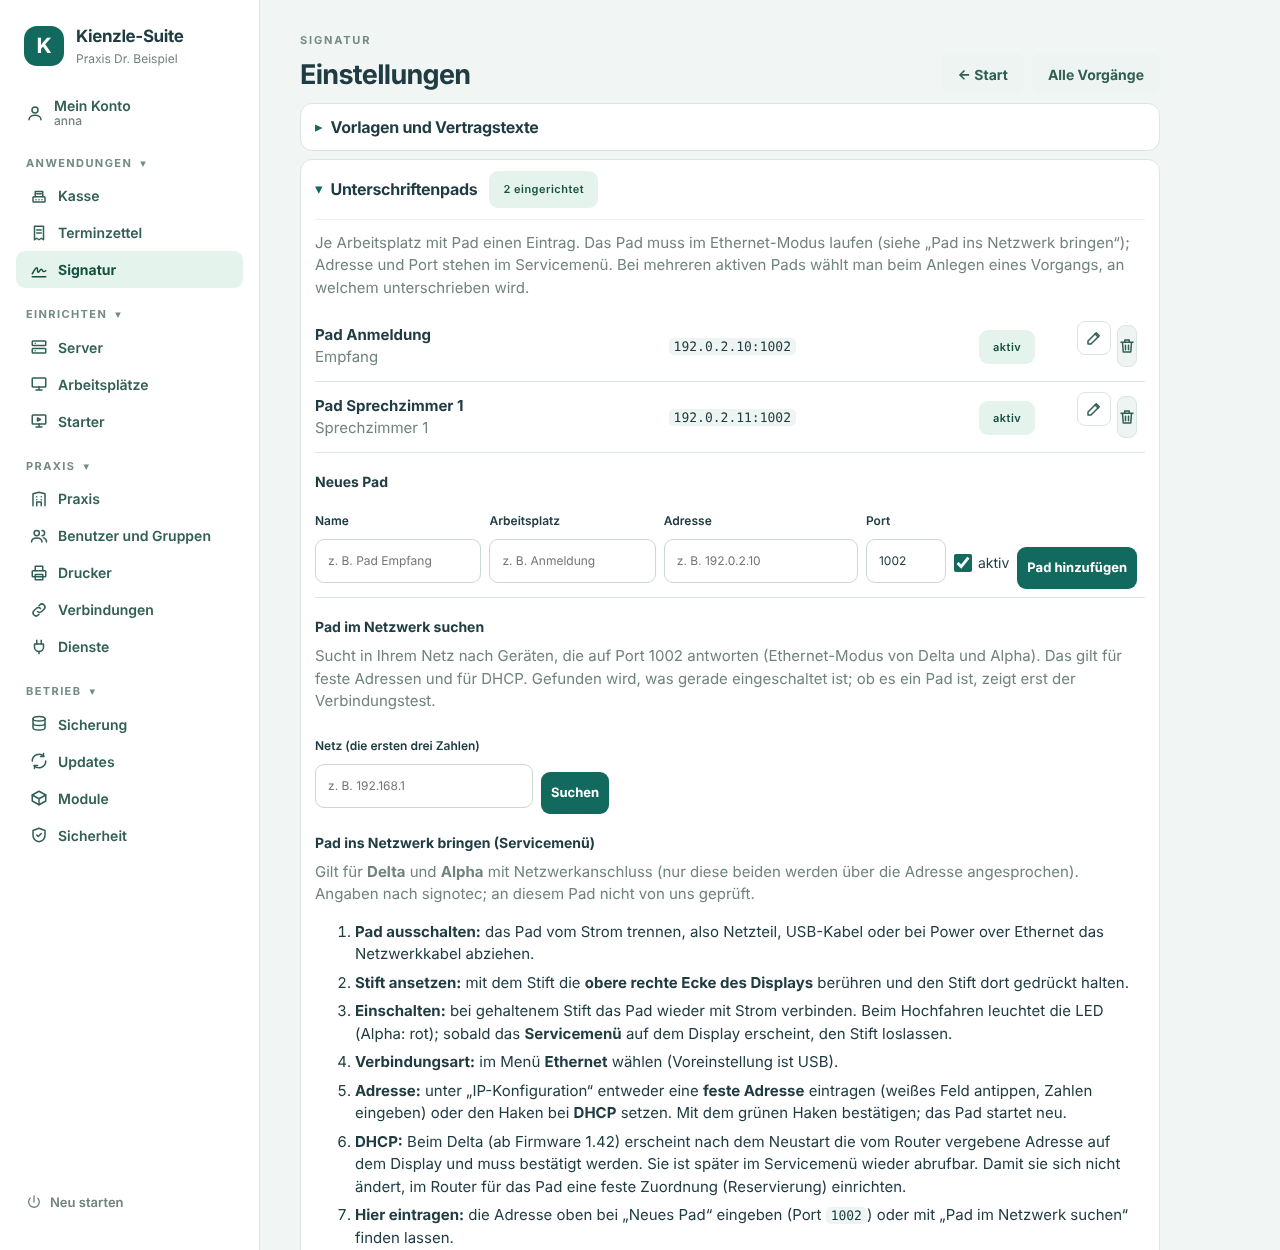 K
Kienzle-Suite
Praxis Dr. Beispiel
Mein Konto
anna
ANWENDUNGEN ▾
Kasse
Terminzettel
Signatur
EINRICHTEN ▾
Server
Arbeitsplätze
Starter
PRAXIS ▾
Praxis
Benutzer und Gruppen
Drucker
Verbindungen
Dienste
BETRIEB ▾
Sicherung
Updates
Module
Sicherheit
Neu starten
SIGNATUR
Einstellungen
← Start
Alle Vorgänge
▸ Vorlagen und Vertragstexte
▾ Unterschriftenpads 2 eingerichtet
Je Arbeitsplatz mit Pad einen Eintrag. Das Pad muss im Ethernet-Modus laufen (siehe „Pad ins Netzwerk bringen“);
Adresse und Port stehen im Servicemenü. Bei mehreren aktiven Pads wählt man beim Anlegen eines Vorgangs, an
welchem unterschrieben wird.
Pad Anmeldung
Empfang
192.0.2.10:1002
aktiv
Pad Sprechzimmer 1
Sprechzimmer 1
192.0.2.11:1002
aktiv
Neues Pad
Name Arbeitsplatz Adresse Port
z. B. Pad Empfang z. B. Anmeldung z. B. 192.0.2.10 1002 aktiv Pad hinzufügen
Pad im Netzwerk suchen
Sucht in Ihrem Netz nach Geräten, die auf Port 1002 antworten (Ethernet-Modus von Delta und Alpha). Das gilt für
feste Adressen und für DHCP. Gefunden wird, was gerade eingeschaltet ist; ob es ein Pad ist, zeigt erst der
Verbindungstest.
Netz (die ersten drei Zahlen)
z. B. 192.168.1 Suchen
Pad ins Netzwerk bringen (Servicemenü)
Gilt für Delta und Alpha mit Netzwerkanschluss (nur diese beiden werden über die Adresse angesprochen).
Angaben nach signotec; an diesem Pad nicht von uns geprüft.
1. Pad ausschalten: das Pad vom Strom trennen, also Netzteil, USB-Kabel oder bei Power over Ethernet das
Netzwerkkabel abziehen.
2. Stift ansetzen: mit dem Stift die obere rechte Ecke des Displays berühren und den Stift dort gedrückt halten.
3. Einschalten: bei gehaltenem Stift das Pad wieder mit Strom verbinden. Beim Hochfahren leuchtet die LED
(Alpha: rot); sobald das Servicemenü auf dem Display erscheint, den Stift loslassen.
4. Verbindungsart: im Menü Ethernet wählen (Voreinstellung ist USB).
5. Adresse: unter „IP-Konfiguration“ entweder eine feste Adresse eintragen (weißes Feld antippen, Zahlen
eingeben) oder den Haken bei DHCP setzen. Mit dem grünen Haken bestätigen; das Pad startet neu.
6. DHCP: Beim Delta (ab Firmware 1.42) erscheint nach dem Neustart die vom Router vergebene Adresse auf
dem Display und muss bestätigt werden. Sie ist später im Servicemenü wieder abrufbar. Damit sie sich nicht
ändert, im Router für das Pad eine feste Zuordnung (Reservierung) einrichten.
7. Hier eintragen: die Adresse oben bei „Neues Pad“ eingeben (Port 1002) oder mit „Pad im Netzwerk suchen“
finden lassen.